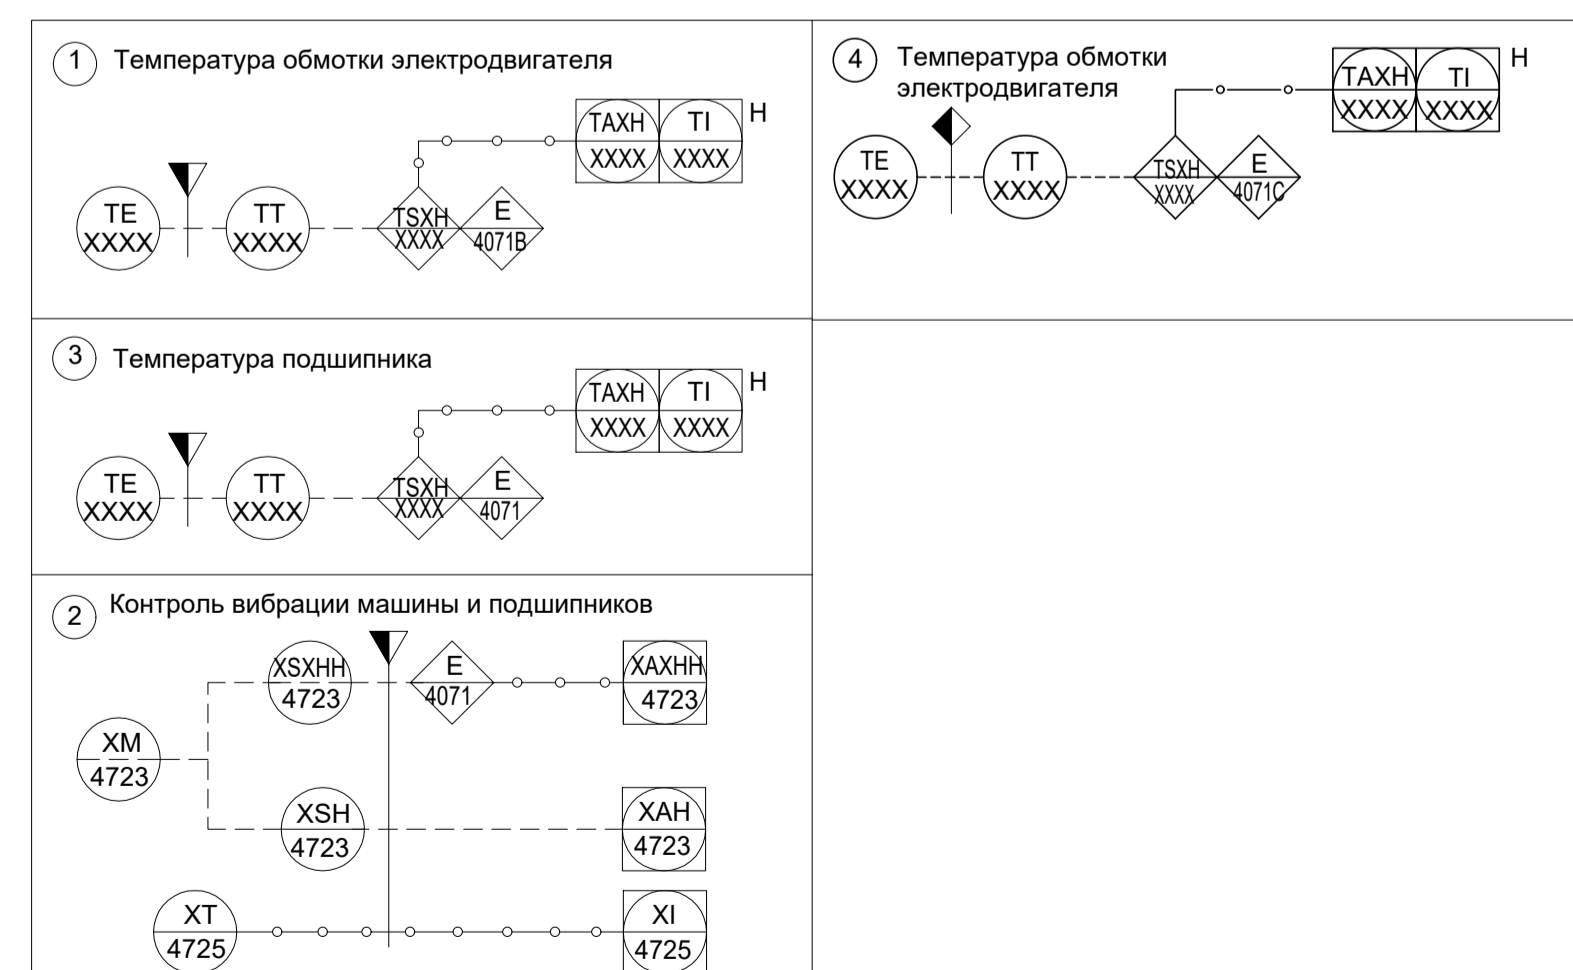 1 Температура обмотки электродвигателя
TAXH TI H
XXXX XXXX
TE TT TSXH E
XXXX XXXX XXXX 4071B
4 Температура обмотки
электродвигателя
TAXH TI H
XXXX XXXX
TE TT TSXH E
XXXX XXXX XXXX 4071C
3 Температура подшипника
TAXH TI H
XXXX XXXX
TE TT TSXH E
XXXX XXXX XXXX 4071
2 Контроль вибрации машины и подшипников
XSXHH E XAXHH
4723 4071 4723
XM
4723
XSH XAH
4723 4723
XT XI
4725 4725